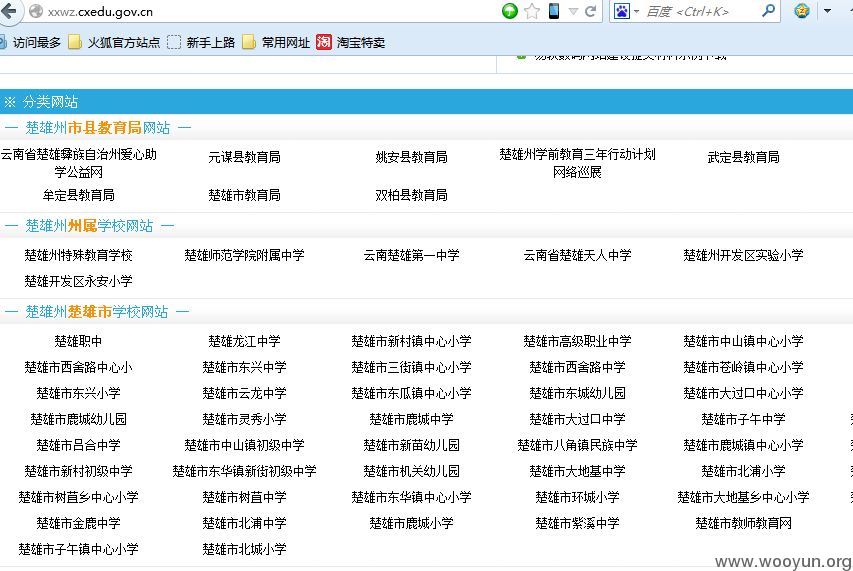 xxwz.cxedu.gov.cn
百度 <Ctrl+K>
访问最多 火狐官方站点 新手上路 常用网址 淘 淘宝特卖
※ 分类网站
— 楚雄州市县教育局网站 —
云南省楚雄彝族自治州爱心助学公益网 元谋县教育局 姚安县教育局 楚雄州学前教育三年行动计划网络巡展 武定县教育局
牟定县教育局 楚雄市教育局 双柏县教育局
— 楚雄州州属学校网站 —
楚雄州特殊教育学校 楚雄师范学院附属中学 云南楚雄第一中学 云南省楚雄天人中学 楚雄州开发区实验小学
楚雄开发区永安小学
— 楚雄州楚雄市学校网站 —
楚雄职中 楚雄龙江中学 楚雄市新村镇中心小学 楚雄市高级职业中学 楚雄市中山镇中心小学
楚雄市西舍路中心小 楚雄市东兴中学 楚雄市三街镇中心小学 楚雄市西舍路中学 楚雄市苍岭镇中心小学
楚雄市东兴小学 楚雄市云龙中学 楚雄市东瓜镇中心小学 楚雄市东城幼儿园 楚雄市大过口中心小学
楚雄市鹿城幼儿园 楚雄市灵秀小学 楚雄市鹿城中学 楚雄市大过口中学 楚雄市子午中学
楚雄市吕合中学 楚雄市中山镇初级中学 楚雄市新苗幼儿园 楚雄市八角镇民族中学 楚雄市鹿城镇中心小学
楚雄市新村初级中学 楚雄市东华镇新街初级中学 楚雄市机关幼儿园 楚雄市大地基中学 楚雄市北浦小学
楚雄市树苴乡中心小学 楚雄市树苴中学 楚雄市东华镇中心小学 楚雄市环城小学 楚雄市大地基乡中心小学
楚雄市金鹿中学 楚雄市北浦中学 楚雄市鹿城小学 楚雄市紫溪中学 楚雄市教师教育网
楚雄市子午镇中心小学 楚雄市北城小学
www.wooyun.org